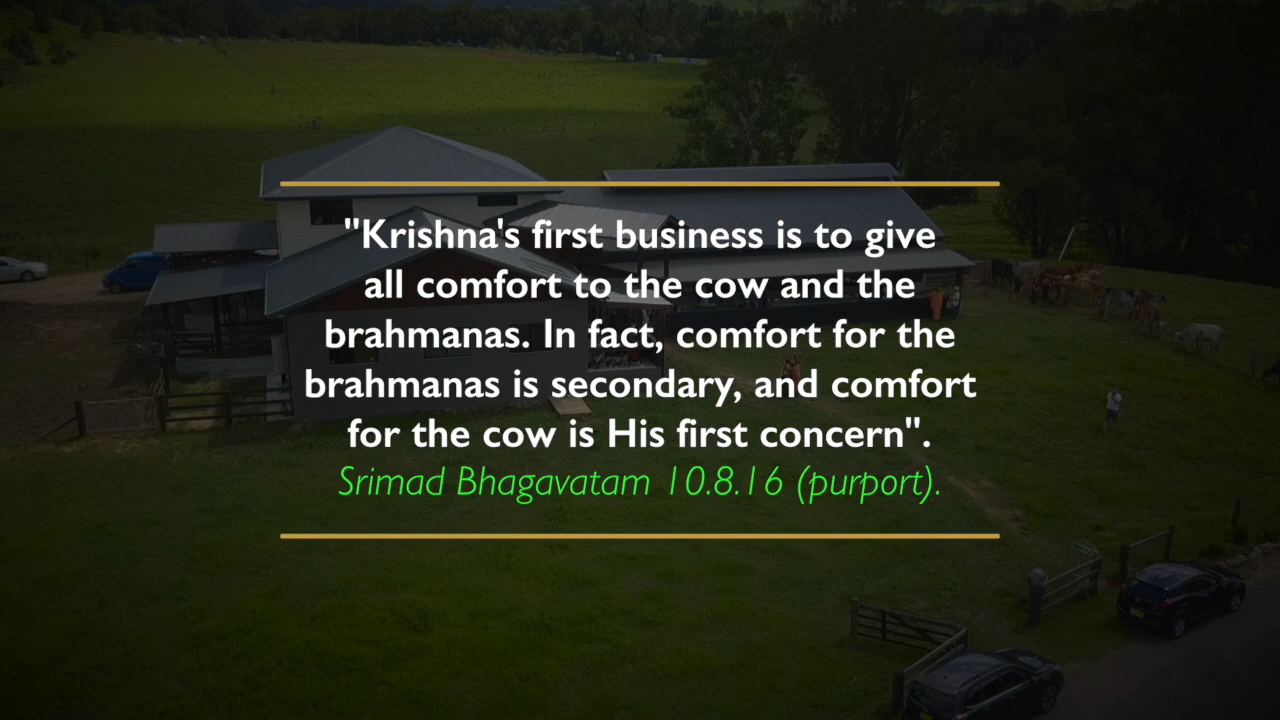 "Krishna's first business is to give
all comfort to the cow and the
brahmanas. In fact, comfort for the
brahmanas is secondary, and comfort
for the cow is His first concern".
Srimad Bhagavatam 10.8.16 (purport).